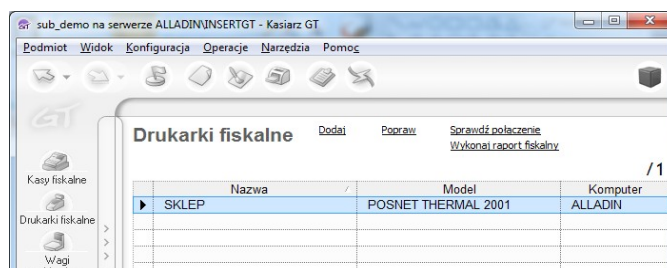 sub_demo na serwerze ALLADIN\INSERTGT - Kasiarz GT
Podmiot Widok Konfiguracja Operacje Narzędzia Pomoc
GT
Drukarki fiskalne Dodaj Popraw Sprawdź połaczenie
Wykonaj raport fiskalny
/1
Kasy fiskalne
Nazwa Model Komputer
SKLEP POSNET THERMAL 2001 ALLADIN
Drukarki fiskalne
Wagi